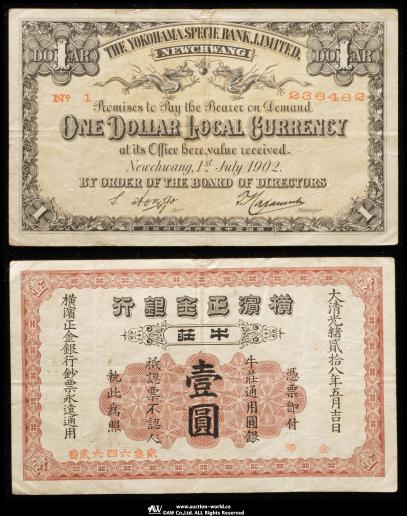 THE YOKOHAMA SPECIE BANK, LIMITED.
NEWCHWANG
DOLLAR
1
DOLLAR
1
No 1
236462
Promises to Pay the Bearer on Demand
ONE DOLLAR LOCAL CURRENCY
at its Office here, value received.
Newchwang, 1st July 1902.
BY ORDER OF THE BOARD OF DIRECTORS
Manager
1
1
行銀金正濱橫
莊牛
大清光緒貳拾八年五月吉日
憑票即付
牛莊通用圓銀
壹圓
祇認票不認人
執此爲照
橫濱正金銀行鈔票永遠通用
www.auction-world.co
©AW Co.,Ltd. All Rights Reserved